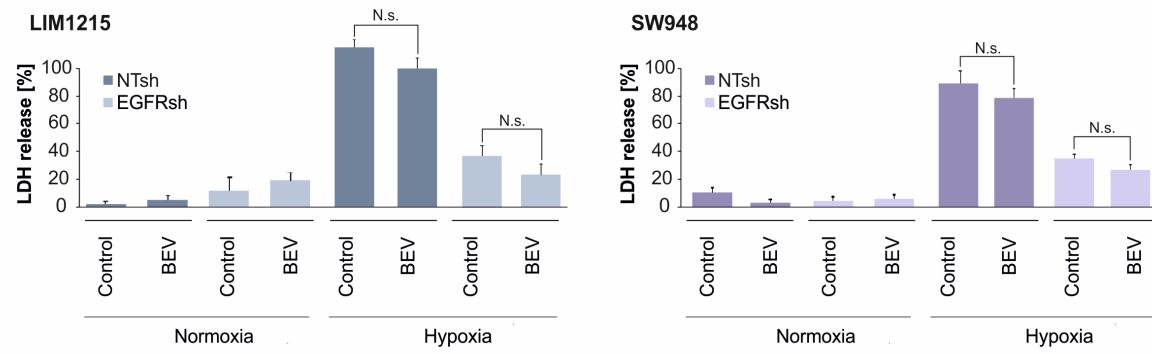 LIM1215
N.s.
LDH release [%]
100
80
60
40
20
0
NTsh
EGFRsh
N.s.
Control
BEV
Control
BEV
Control
BEV
Control
BEV
Normoxia
Hypoxia
SW948
N.s.
LDH release [%]
100
80
60
40
20
0
NTsh
EGFRsh
N.s.
Control
BEV
Control
BEV
Control
BEV
Control
BEV
Normoxia
Hypoxia